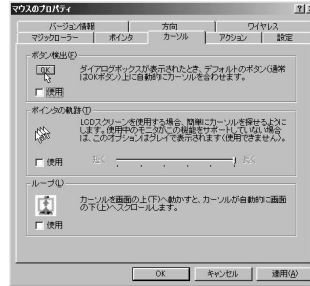 マウスのプロパティ
バージョン情報 方向 ワイヤレス
マジックローラー ポインタ カーソル アクション 設定
ボタン検出(F)
OK
ダイアログボックスが表示されたとき、デフォルトのボタン(通常
はOKボタン)上に自動的にカーソルを合わせます。
使用
ポインタの軌跡(T)
LCDスクリーンを使用する場合、簡単にカーソルを探せるように
します。使用中のモニタがこの機能をサポートしていない場合
は、このオプションはグレイで表示されます(使用できません)。
使用
短く 長く
ループ(L)
カーソルを画面の上(下)へ動かすと、カーソルが自動的に画面
の下(上)へスクロールします。
使用
OK キャンセル 適用(A)